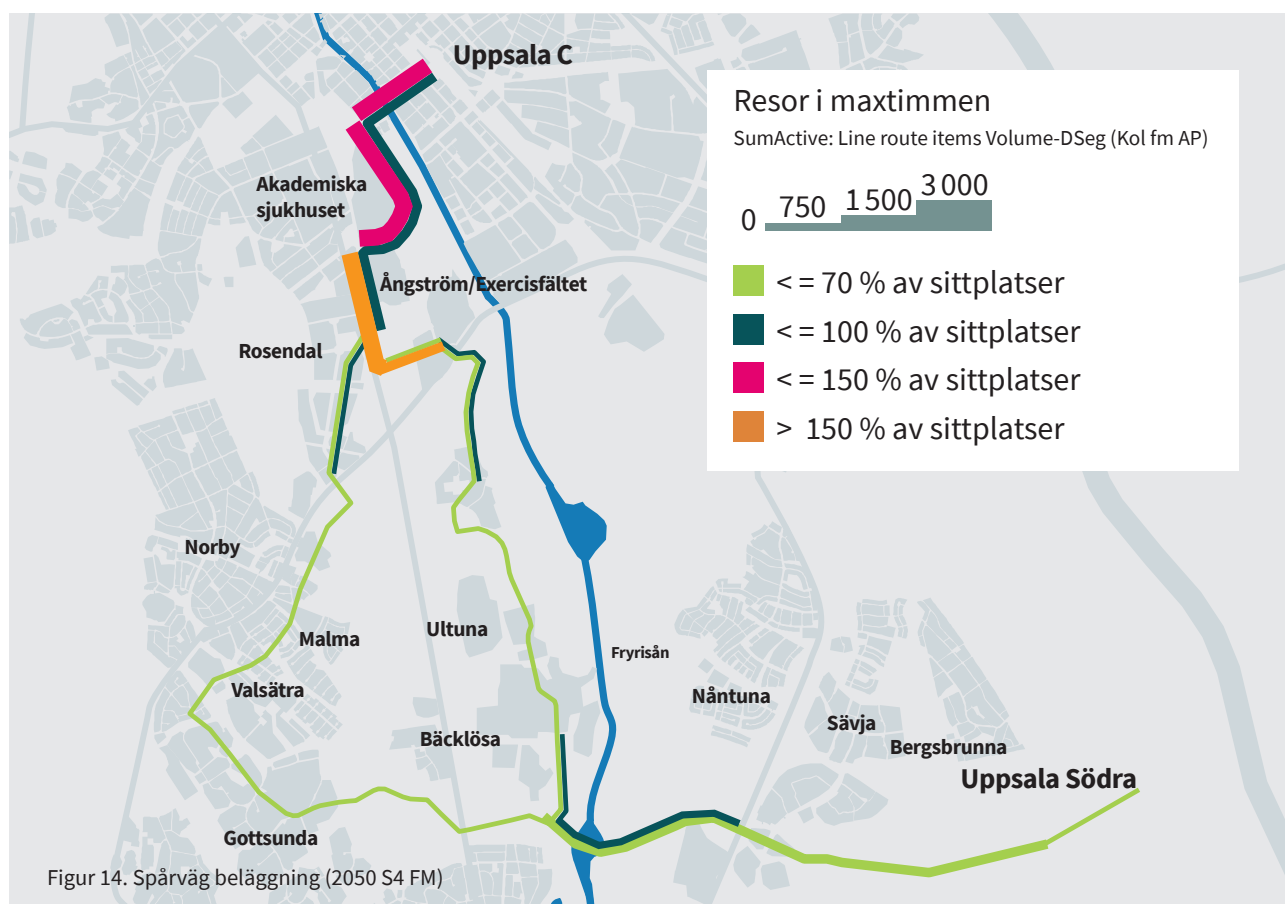 Uppsala C
Resor i maxtimmen
SumActive: Line route items Volume-DSeg (Kol fm AP)
0 750 1 500 3 000
< = 70 % av sittplatser
< = 100 % av sittplatser
< = 150 % av sittplatser
> 150 % av sittplatser
Akademiska
sjukhuset
Ångström/Exercisfältet
Rosendal
Norby
Malma
Ultuna
Fryrisån
Valsätra
Nåntuna
Sävja
Bäcklösa
Bergsbrunna
Uppsala Södra
Gottsunda
Figur 14. Spårväg beläggning (2050 S4 FM)